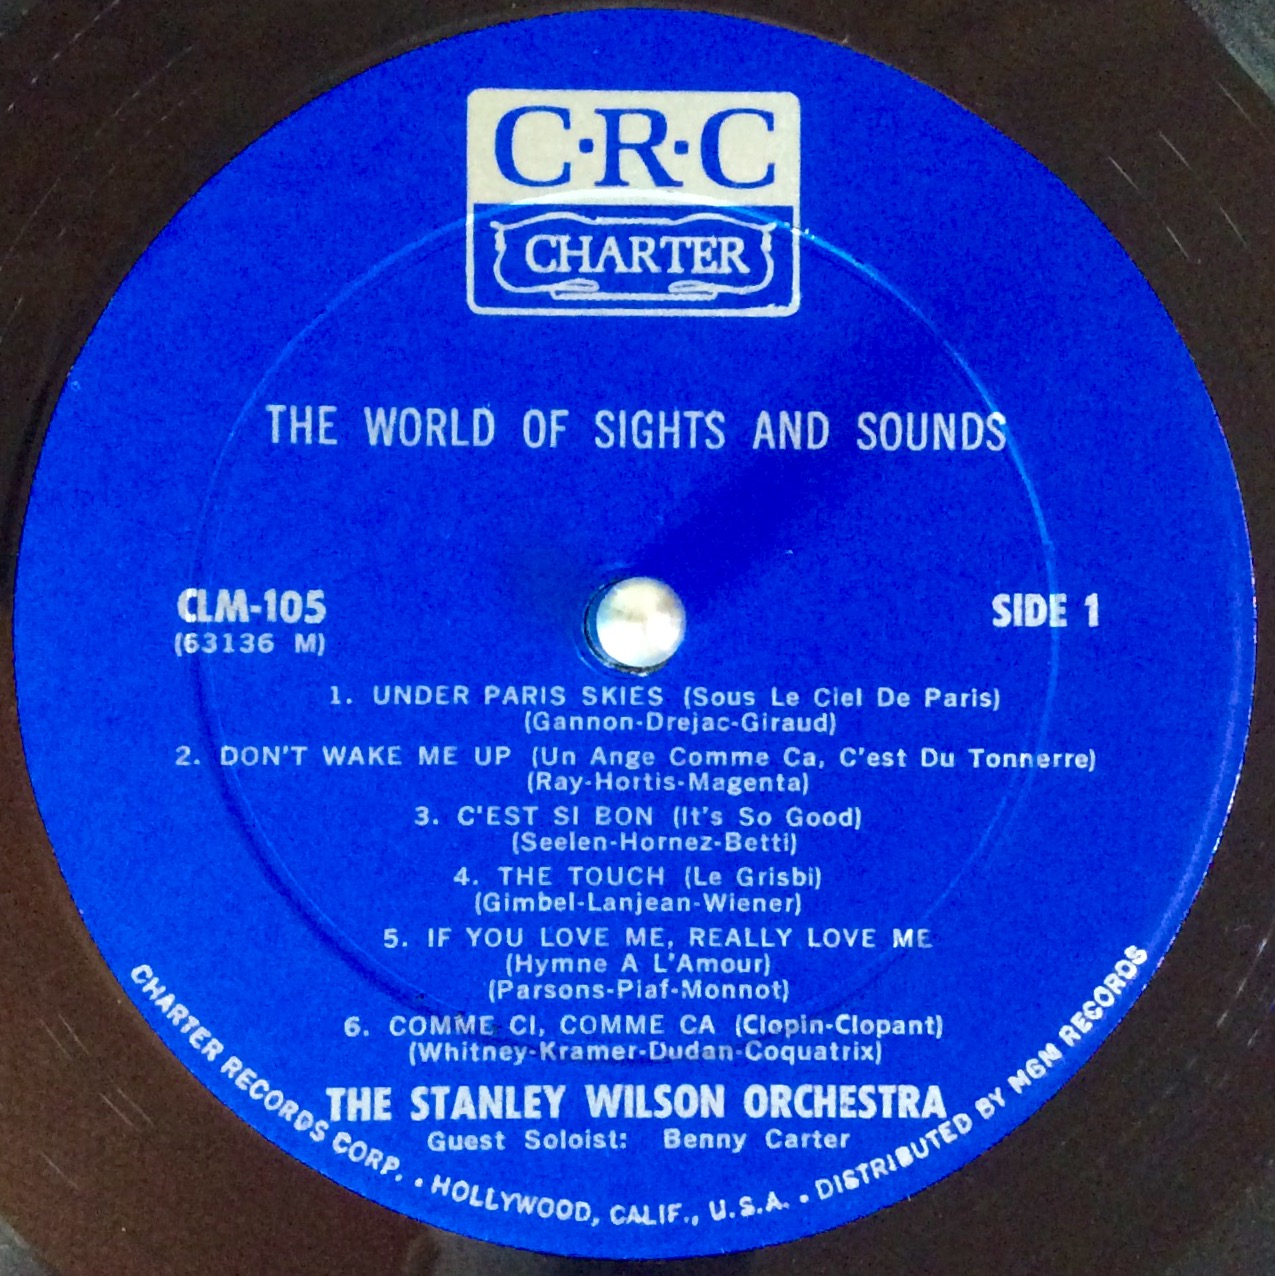 C·R·C
CHARTER
THE WORLD OF SIGHTS AND SOUNDS
CLM-105
(63136 M)
SIDE 1
1. UNDER PARIS SKIES (Sous Le Ciel De Paris)
(Gannon-Drejac-Giraud)
2. DON'T WAKE ME UP (Un Ange Comme Ca, C'est Du Tonnerre)
(Ray-Hortis-Magenta)
3. C'EST SI BON (It's So Good)
(Seelen-Hornez-Betti)
4. THE TOUCH (Le Grisbi)
(Gimbel-Lanjean-Wiener)
5. IF YOU LOVE ME, REALLY LOVE ME
(Hymne A L'Amour)
(Parsons-Piaf-Monnot)
6. COMME CI, COMME CA (Clopin-Clopant)
(Whitney-Kramer-Dudan-Coquatrix)
THE STANLEY WILSON ORCHESTRA
Guest Soloist: Benny Carter
CHARTER RECORDS CORP. • HOLLYWOOD, CALIF., U.S.A. • DISTRIBUTED BY MGM RECORDS